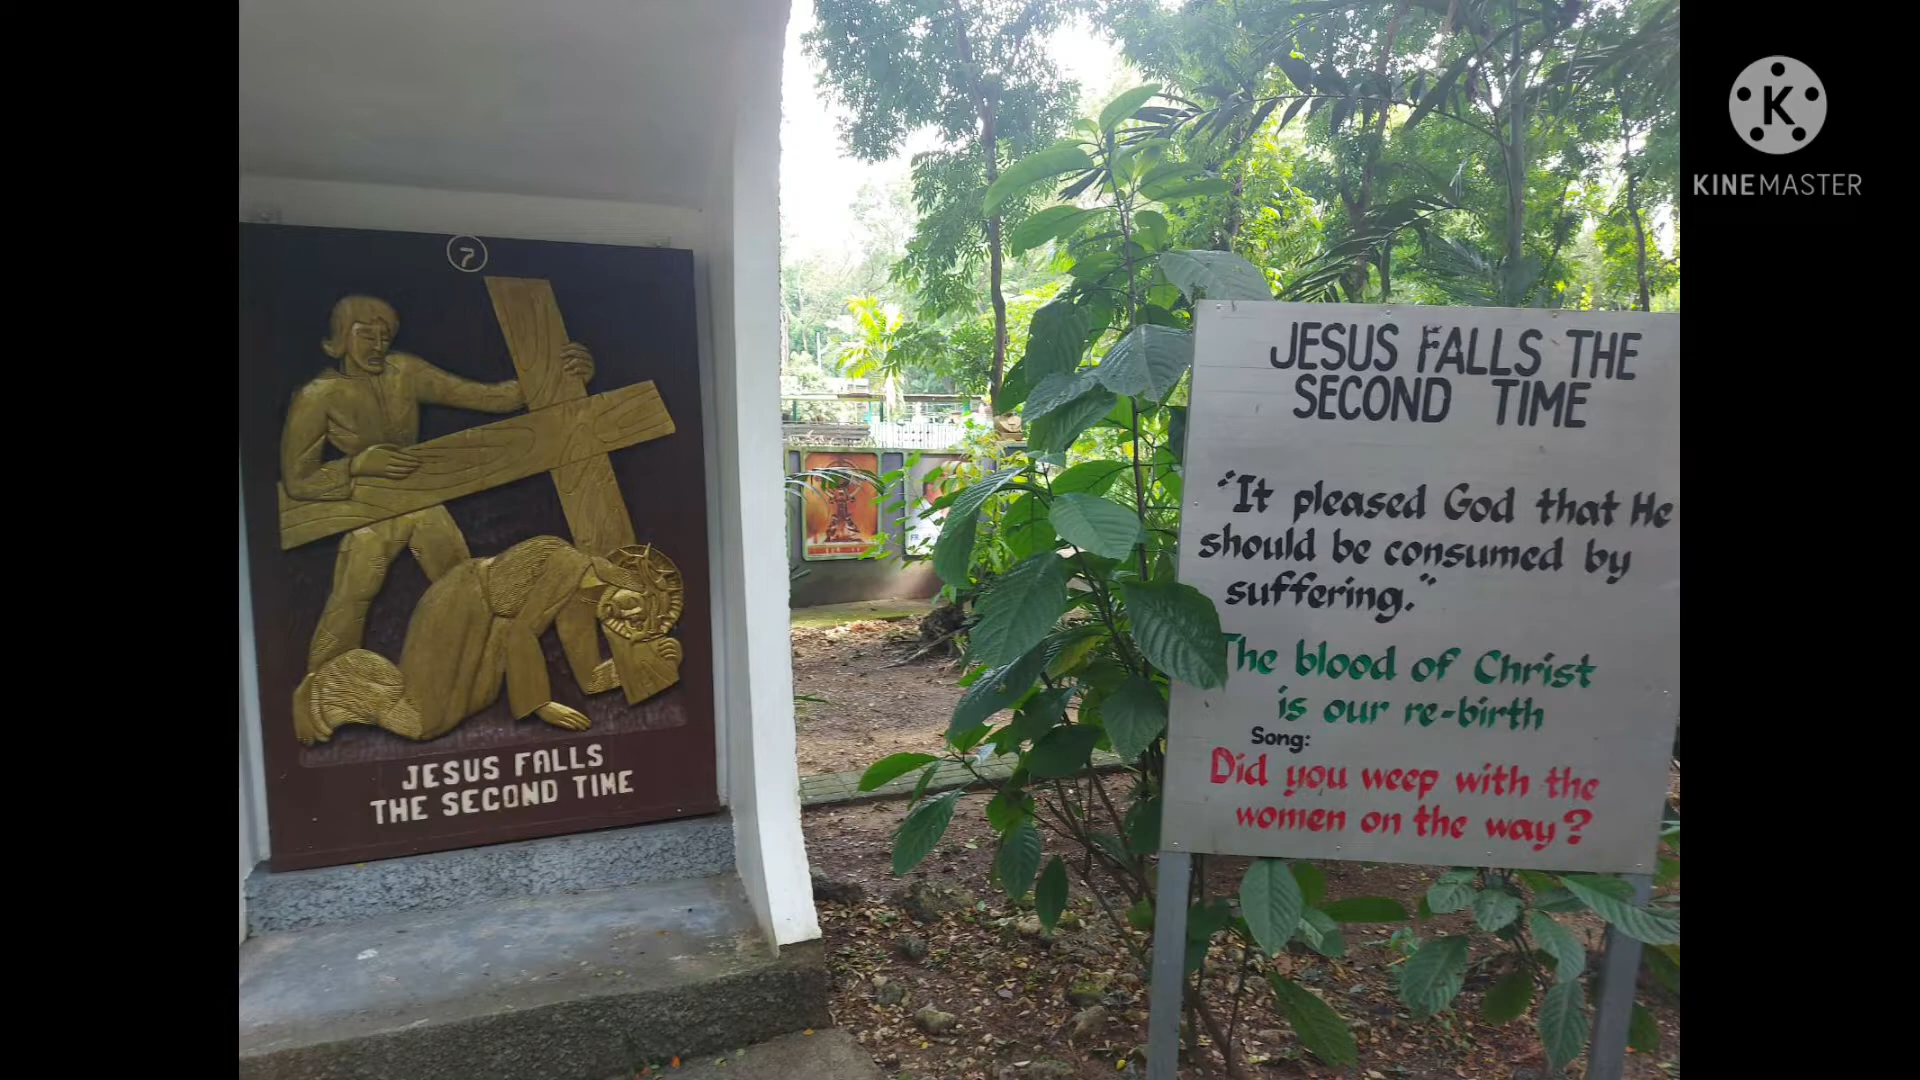 7
JESUS FALLS
THE SECOND TIME
JESUS FALLS THE
SECOND TIME
"It pleased God that He
should be consumed by
suffering."
The blood of Christ
is our re-birth
Song:
Did you weep with the
women on the way?
K
KINEMASTER